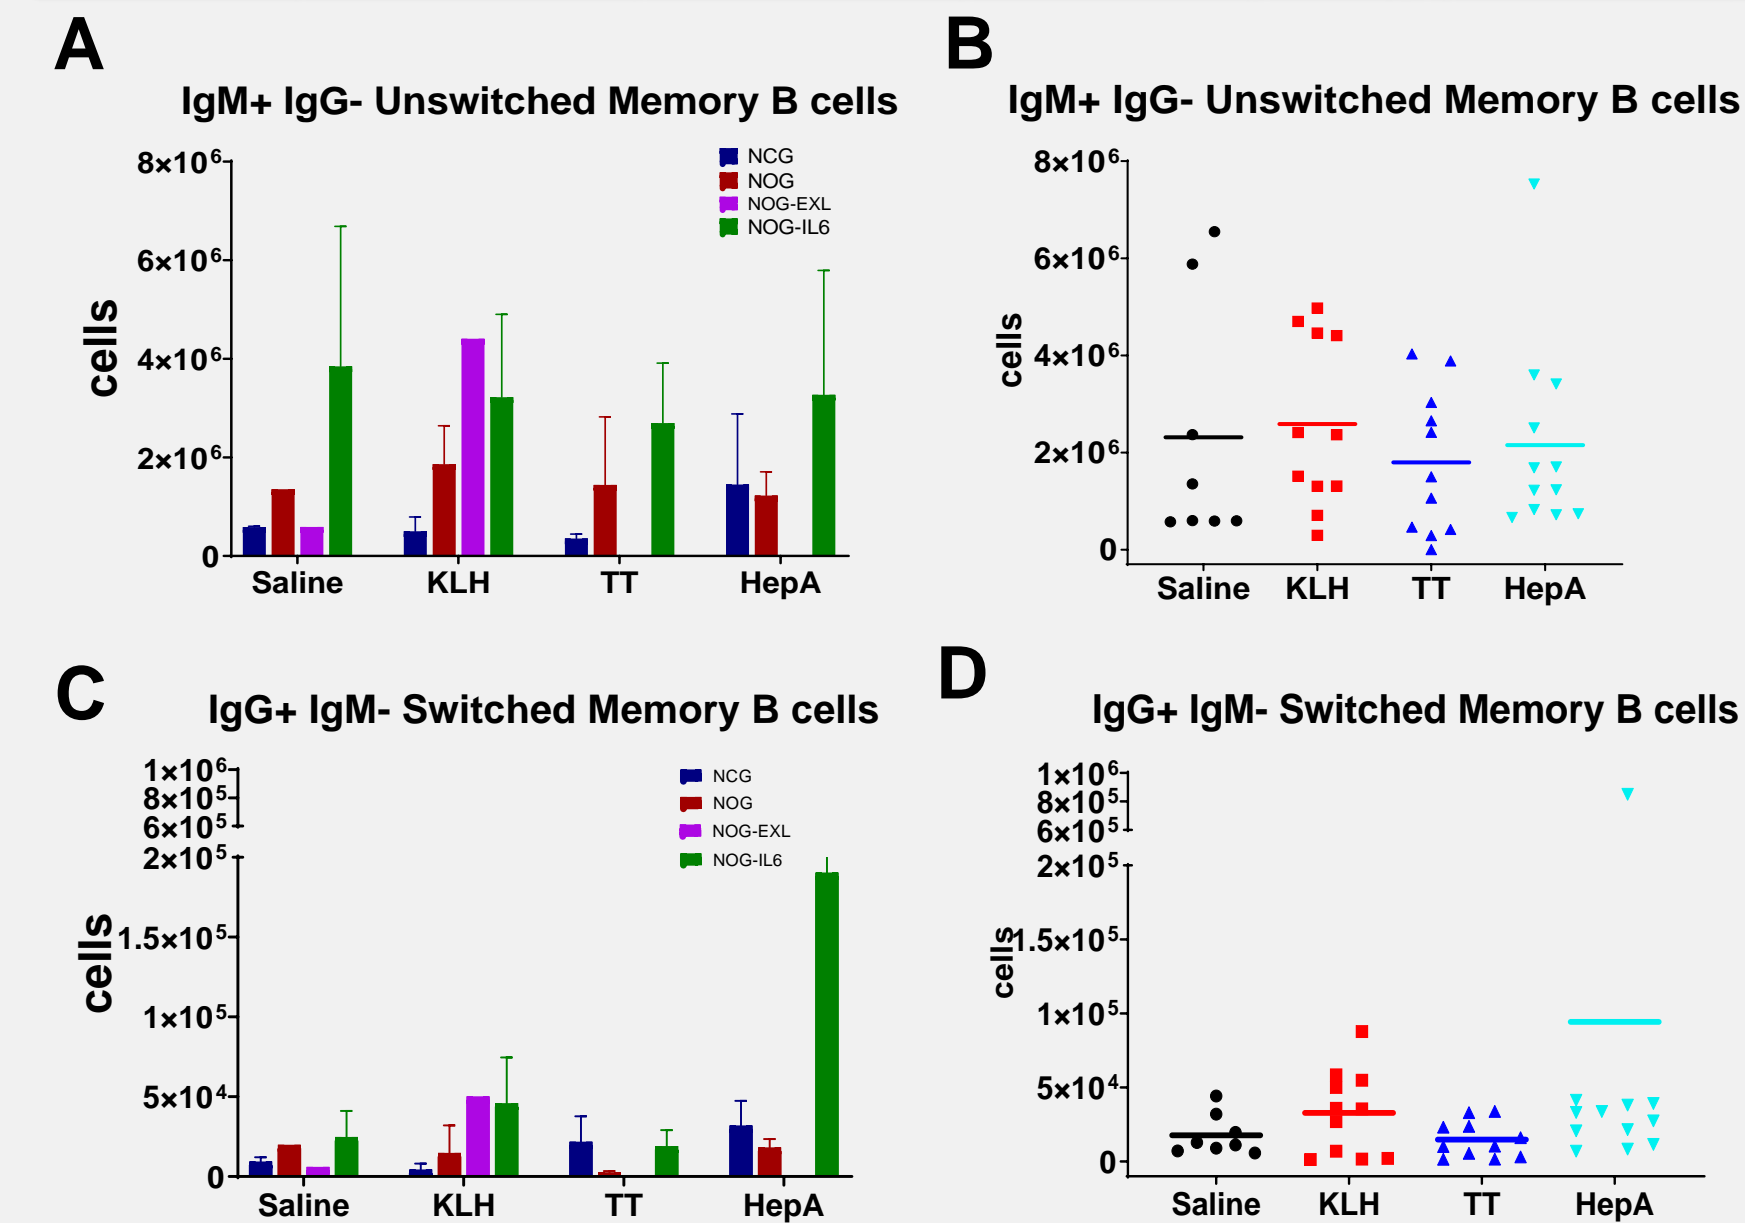 A
IgM+ IgG- Unswitched Memory B cells
8×10⁶
6×10⁶
4×10⁶
2×10⁶
0
cells
NCG
NOG
NOG-EXL
NOG-IL6
Saline KLH TT HepA
B
IgM+ IgG- Unswitched Memory B cells
8×10⁶
6×10⁶
4×10⁶
2×10⁶
0
cells
Saline KLH TT HepA
C
IgG+ IgM- Switched Memory B cells
1×10⁶
8×10⁵
6×10⁵
2×10⁵
1.5×10⁵
1×10⁵
5×10⁴
0
cells
NCG
NOG
NOG-EXL
NOG-IL6
Saline KLH TT HepA
D
IgG+ IgM- Switched Memory B cells
1×10⁶
8×10⁵
6×10⁵
2×10⁵
1.5×10⁵
1×10⁵
5×10⁴
0
cells
Saline KLH TT HepA